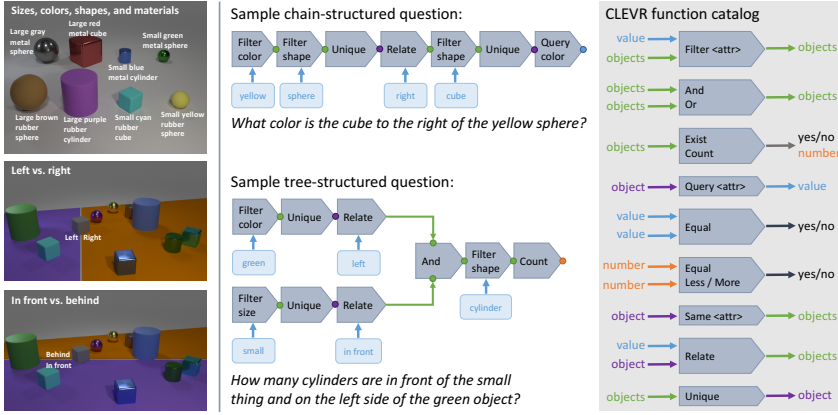 Sizes, colors, shapes, and materials
Large gray
metal
sphere
Large red
metal cube
Small blue
metal cylinder
Small green
metal sphere
Large brown
rubber
sphere
Large purple
rubber
cylinder
Small cyan
rubber
cube
Small yellow
rubber
sphere
Left vs. right
Left Right
In front vs. behind
Behind
In front
Sample chain-structured question:
Filter
color
Filter
shape
Unique
Relate
Filter
shape
Unique
Query
color
yellow
sphere
right
cube
What color is the cube to the right of the yellow sphere?
Sample tree-structured question:
Filter
color
Unique
Relate
green
left
And
Filter
shape
Count
cylinder
Filter
size
Unique
Relate
small
in front
How many cylinders are in front of the small
thing and on the left side of the green object?
CLEVR function catalog
value
objects
Filter <attr>
objects
objects
objects
And
Or
objects
objects
Exist
Count
yes/no
number
object
Query <attr>
value
value
value
Equal
yes/no
number
number
Equal
Less / More
yes/no
object
Same <attr>
objects
value
object
Relate
objects
objects
Unique
object